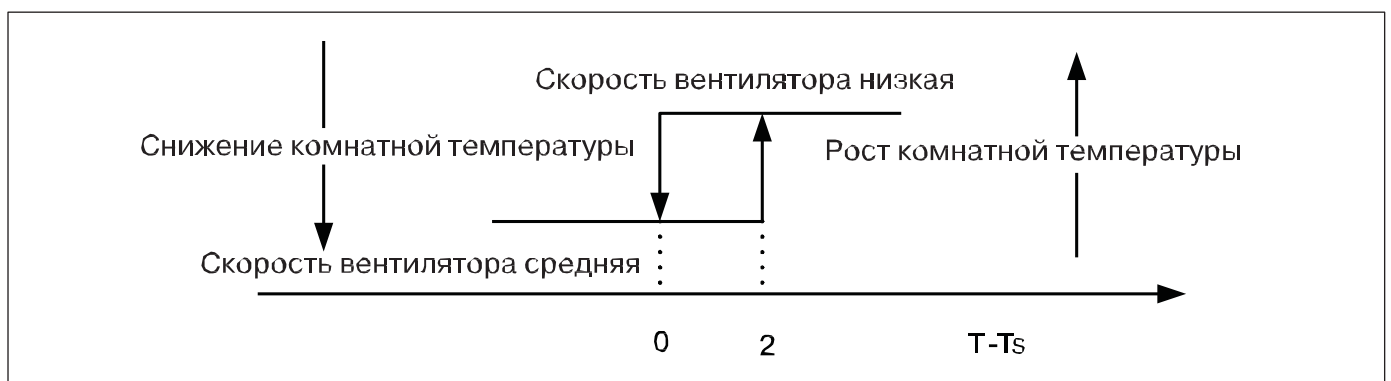 Скорость вентилятора низкая
Снижение комнатной температуры
Рост комнатной температуры
Скорость вентилятора средняя
0 2 T-Ts